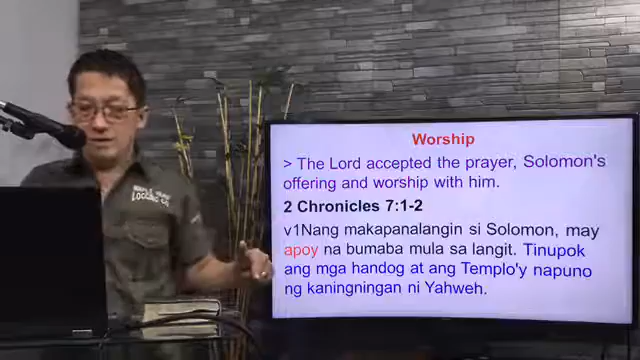 Worship
> The Lord accepted the prayer, Solomon's
offering and worship with him.
2 Chronicles 7:1-2
v1Nang makapanalangin si Solomon, may
apoy na bumaba mula sa langit. Tinupok
ang mga handog at ang Templo'y napuno
ng kaningningan ni Yahweh.